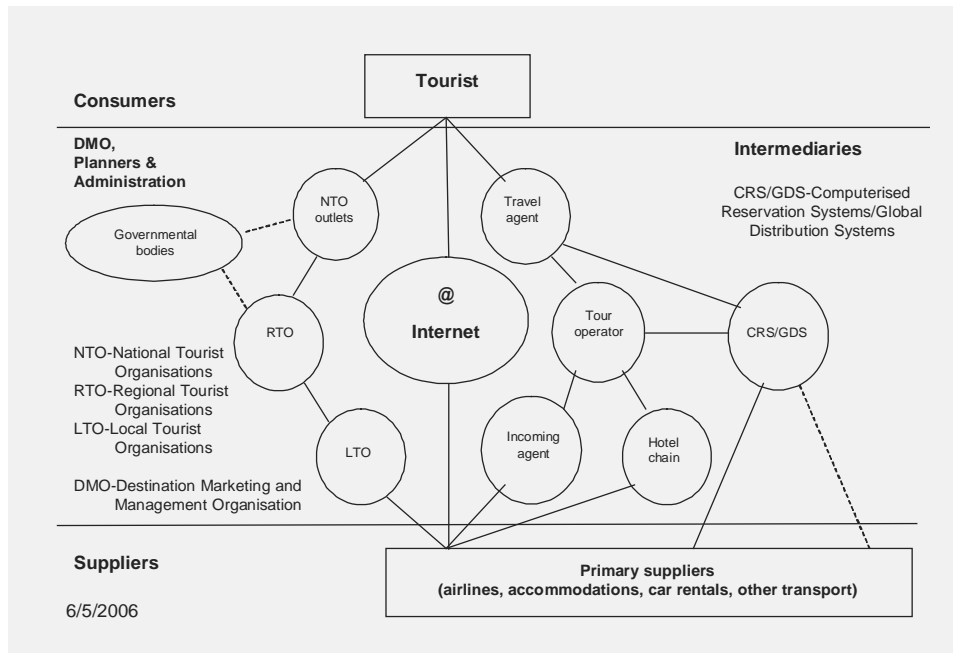 Tourist
Consumers
DMO,
Planners &
Administration
Intermediaries
CRS/GDS-Computerised
Reservation Systems/Global
Distribution Systems
NTO
outlets
Travel
agent
Governmental
bodies
@
Internet
RTO
Tour
operator
CRS/GDS
NTO-National Tourist
Organisations
RTO-Regional Tourist
Organisations
LTO-Local Tourist
Organisations
LTO
Incoming
agent
Hotel
chain
DMO-Destination Marketing and
Management Organisation
Suppliers
Primary suppliers
(airlines, accommodations, car rentals, other transport)
6/5/2006